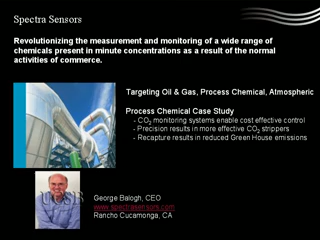 Spectra Sensors
Revolutionizing the measurement and monitoring of a wide range of
chemicals present in minute concentrations as a result of the normal
activities of commerce.
Targeting Oil & Gas, Process Chemical, Atmospheric
Process Chemical Case Study
- CO2 monitoring systems enable cost effective control
- Precision results in more effective CO2 strippers
- Recapture results in reduced Green House emissions
George Balogh, CEO
www.spectrasensors.com
Rancho Cucamonga, CA